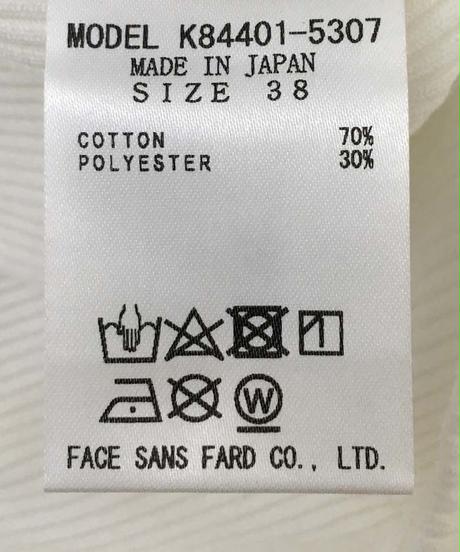 MODEL K84401-5307
MADE IN JAPAN
SIZE 38
COTTON 70%
POLYESTER 30%
W
FACE SANS FARD CO., LTD.